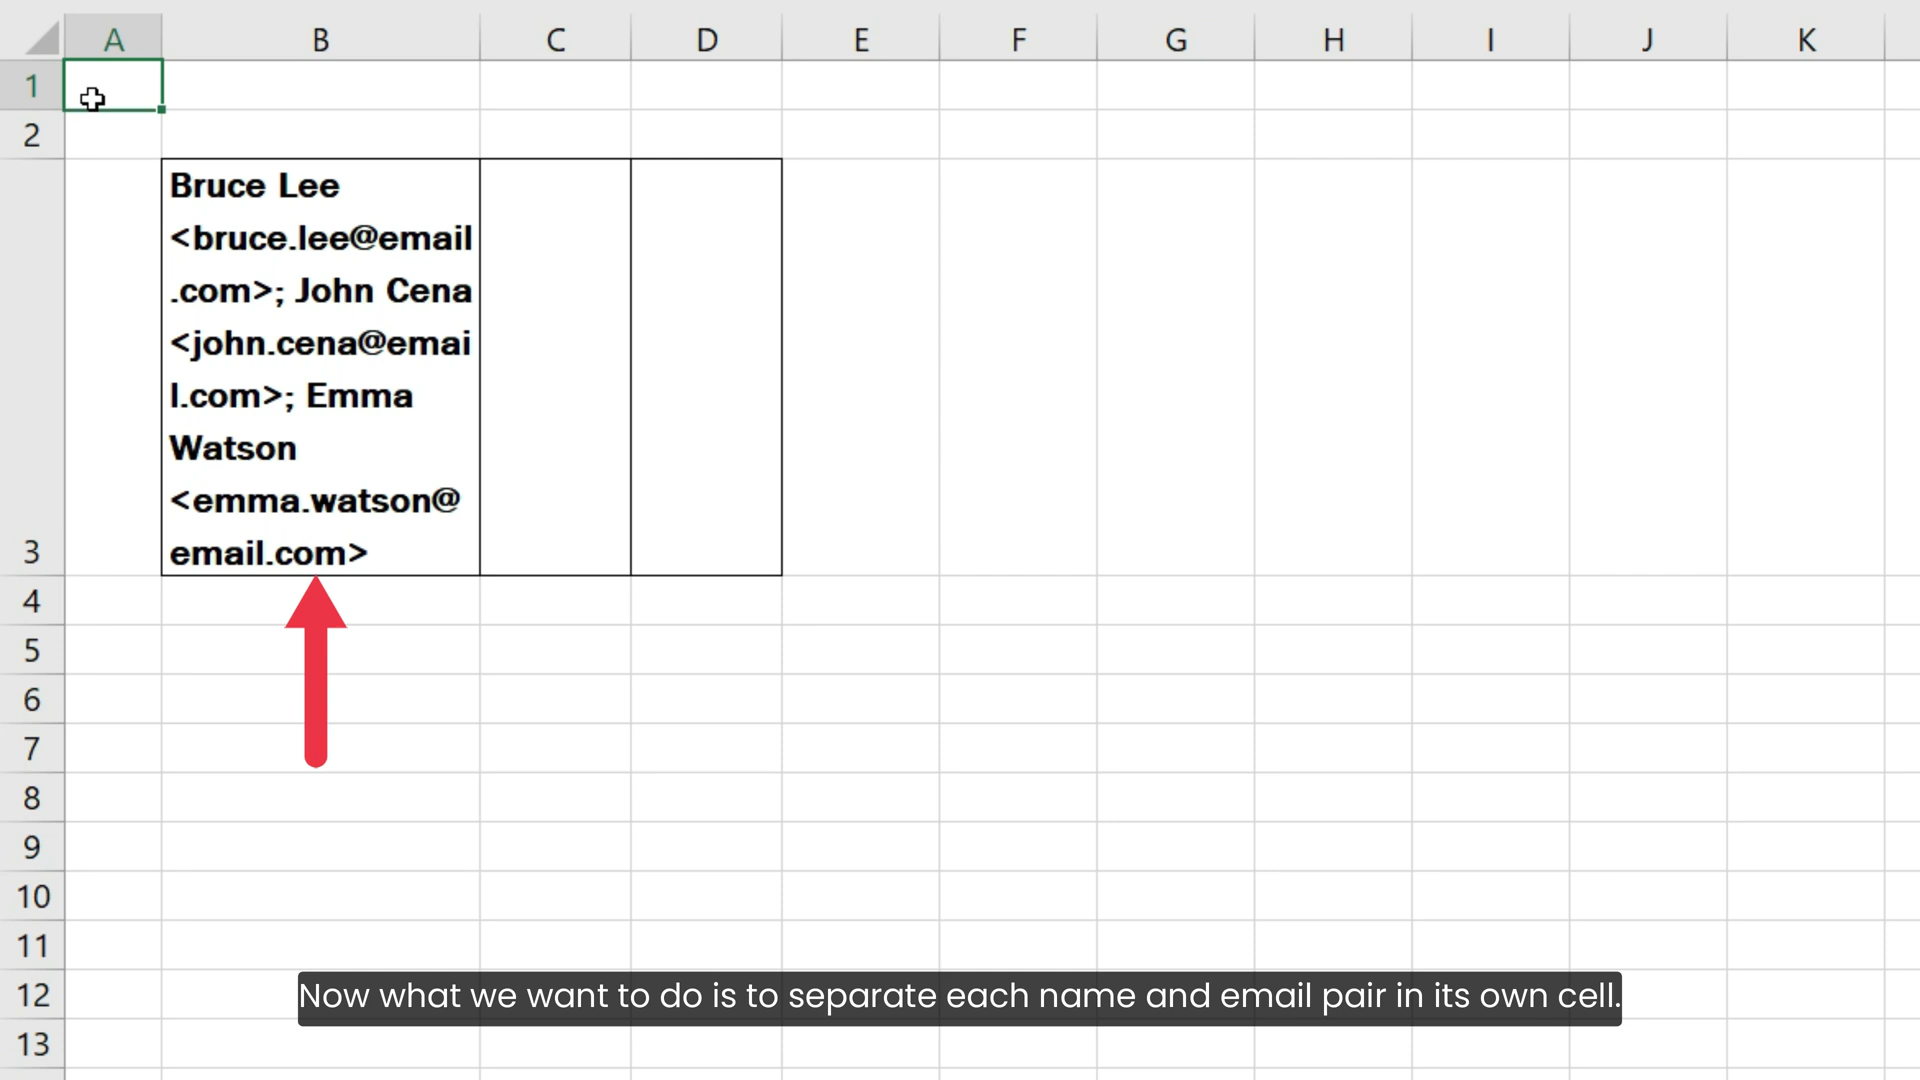 A B C D E F G H I J K
1
2
Bruce Lee
<bruce.lee@email
.com>; John Cena
<john.cena@emai
l.com>; Emma
Watson
<emma.watson@
email.com>
3
4
5
6
7
8
9
10
11
12
Now what we want to do is to separate each name and email pair in its own cell.
13